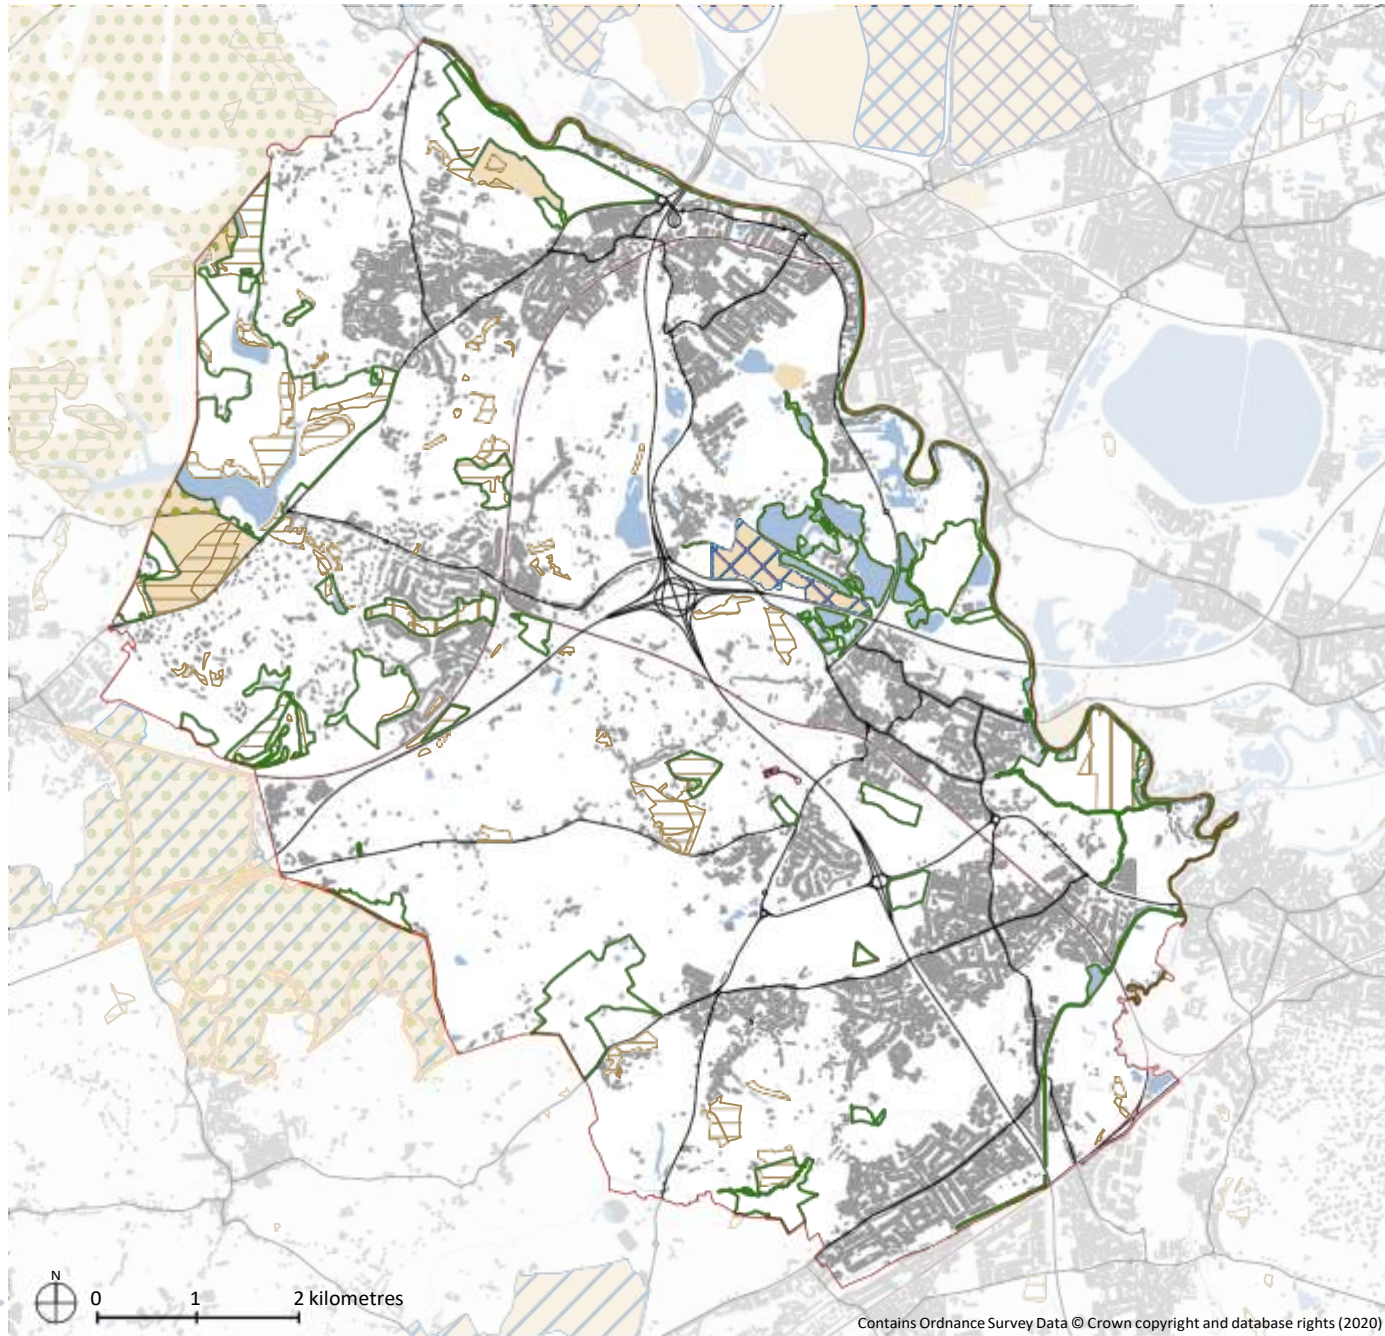 N
0 1 2 kilometres
Contains Ordnance Survey Data © Crown copyright and database rights (2020)